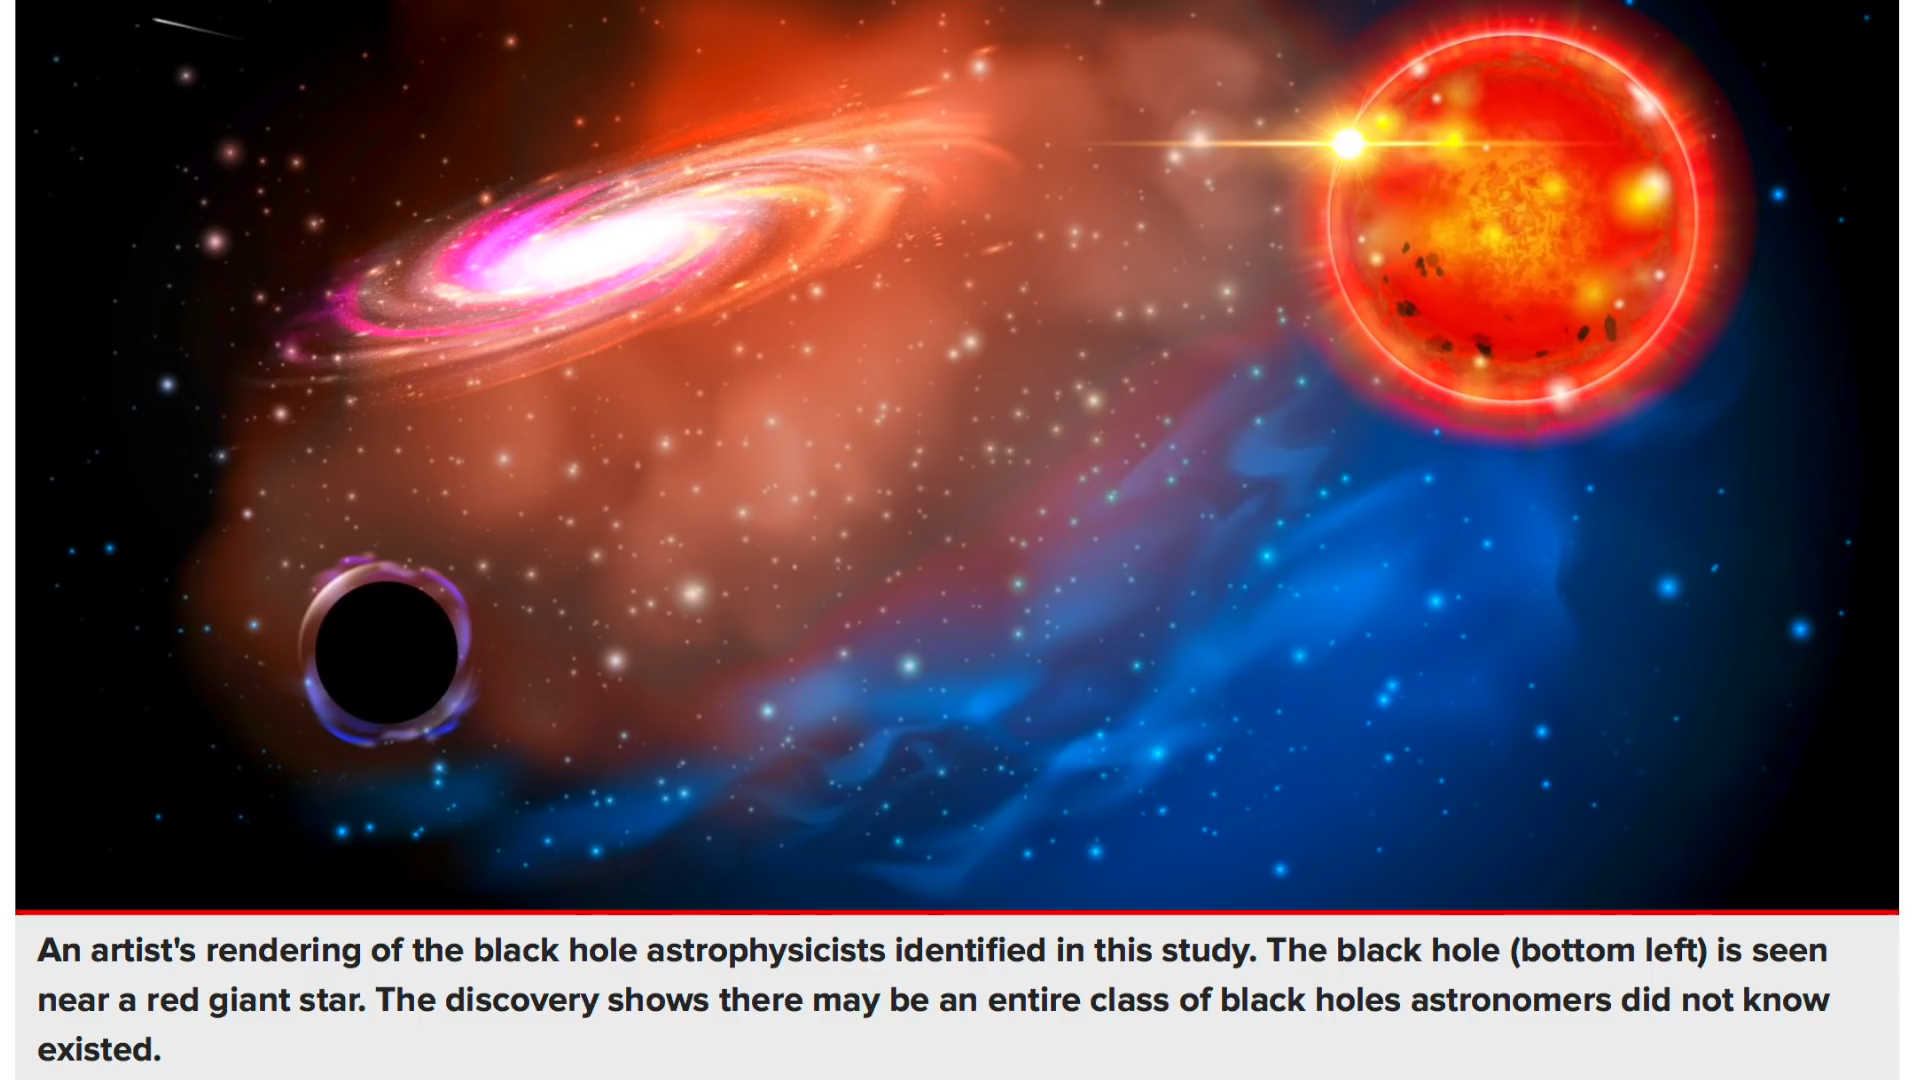 An artist's rendering of the black hole astrophysicists identified in this study. The black hole (bottom left) is seen
near a red giant star. The discovery shows there may be an entire class of black holes astronomers did not know
existed.